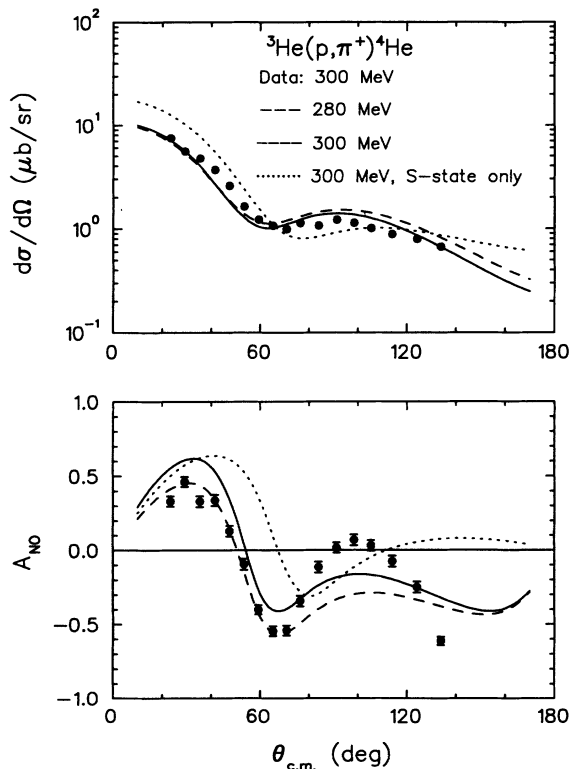 ³He(p,π⁺)⁴He
Data: 300 MeV
280 MeV
300 MeV
300 MeV, S-state only
dσ/dΩ (μb/sr)
10²
10¹
10⁰
10⁻¹
0 60 120 180
A_NO
1.0
0.5
0.0
-0.5
-1.0
0 60 120 180
θ_c.m. (deg)